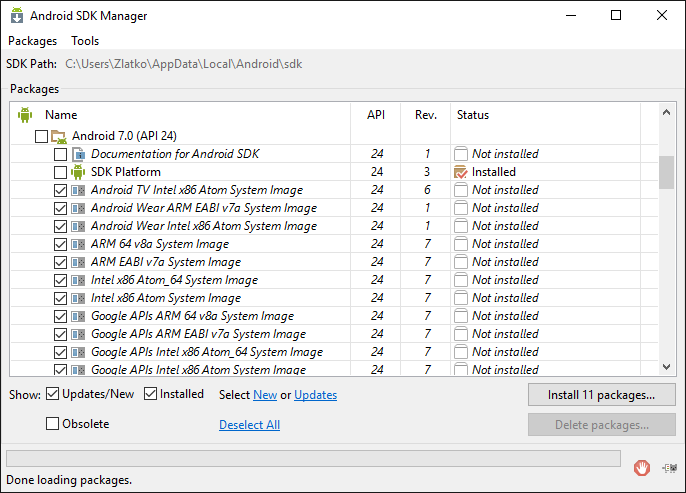 Android SDK Manager
Packages Tools
SDK Path: C:\Users\Zlatko\AppData\Local\Android\sdk
Packages
Name API Rev. Status
Android 7.0 (API 24)
Documentation for Android SDK 24 1 Not installed
SDK Platform 24 3 Installed
Android TV Intel x86 Atom System Image 24 6 Not installed
Android Wear ARM EABI v7a System Image 24 1 Not installed
Android Wear Intel x86 Atom System Image 24 1 Not installed
ARM 64 v8a System Image 24 7 Not installed
ARM EABI v7a System Image 24 7 Not installed
Intel x86 Atom_64 System Image 24 7 Not installed
Intel x86 Atom System Image 24 7 Not installed
Google APIs ARM 64 v8a System Image 24 7 Not installed
Google APIs ARM EABI v7a System Image 24 7 Not installed
Google APIs Intel x86 Atom_64 System Image 24 7 Not installed
Google APIs Intel x86 Atom System Image 24 7 Not installed
Show: Updates/New Installed Select New or Updates Install 11 packages...
Obsolete Deselect All Delete packages...
Done loading packages.